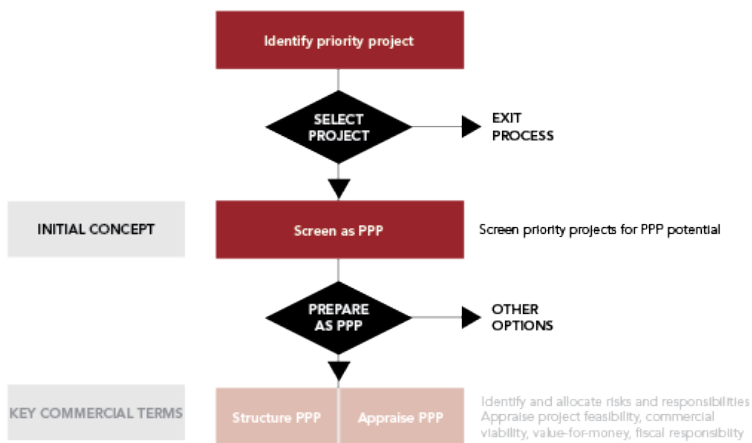 Identify priority project
SELECT
PROJECT
EXIT
PROCESS
INITIAL CONCEPT
Screen as PPP
Screen priority projects for PPP potential
PREPARE
AS PPP
OTHER
OPTIONS
KEY COMMERCIAL TERMS
Structure PPP
Appraise PPP
Identify and allocate risks and responsibilities
Appraise project feasibility, commercial
viability, value-for-money, fiscal responsibiity